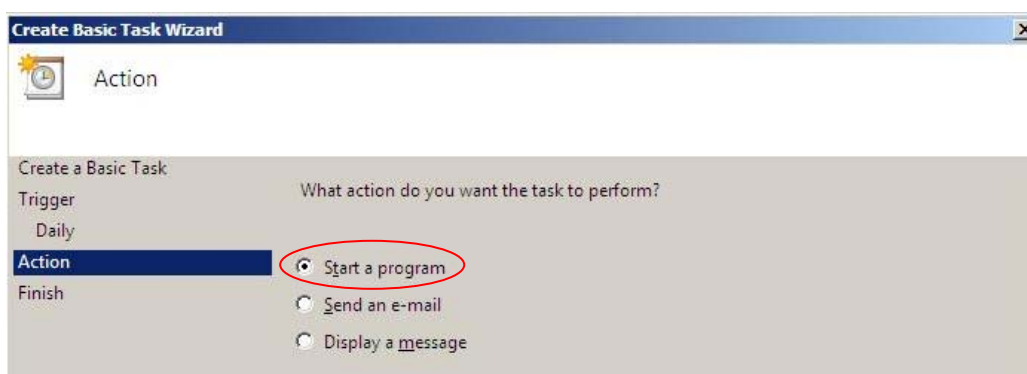 Create Basic Task Wizard
Action
Create a Basic Task
Trigger
Daily
Action
Finish
What action do you want the task to perform?
Start a program
Send an e-mail
Display a message